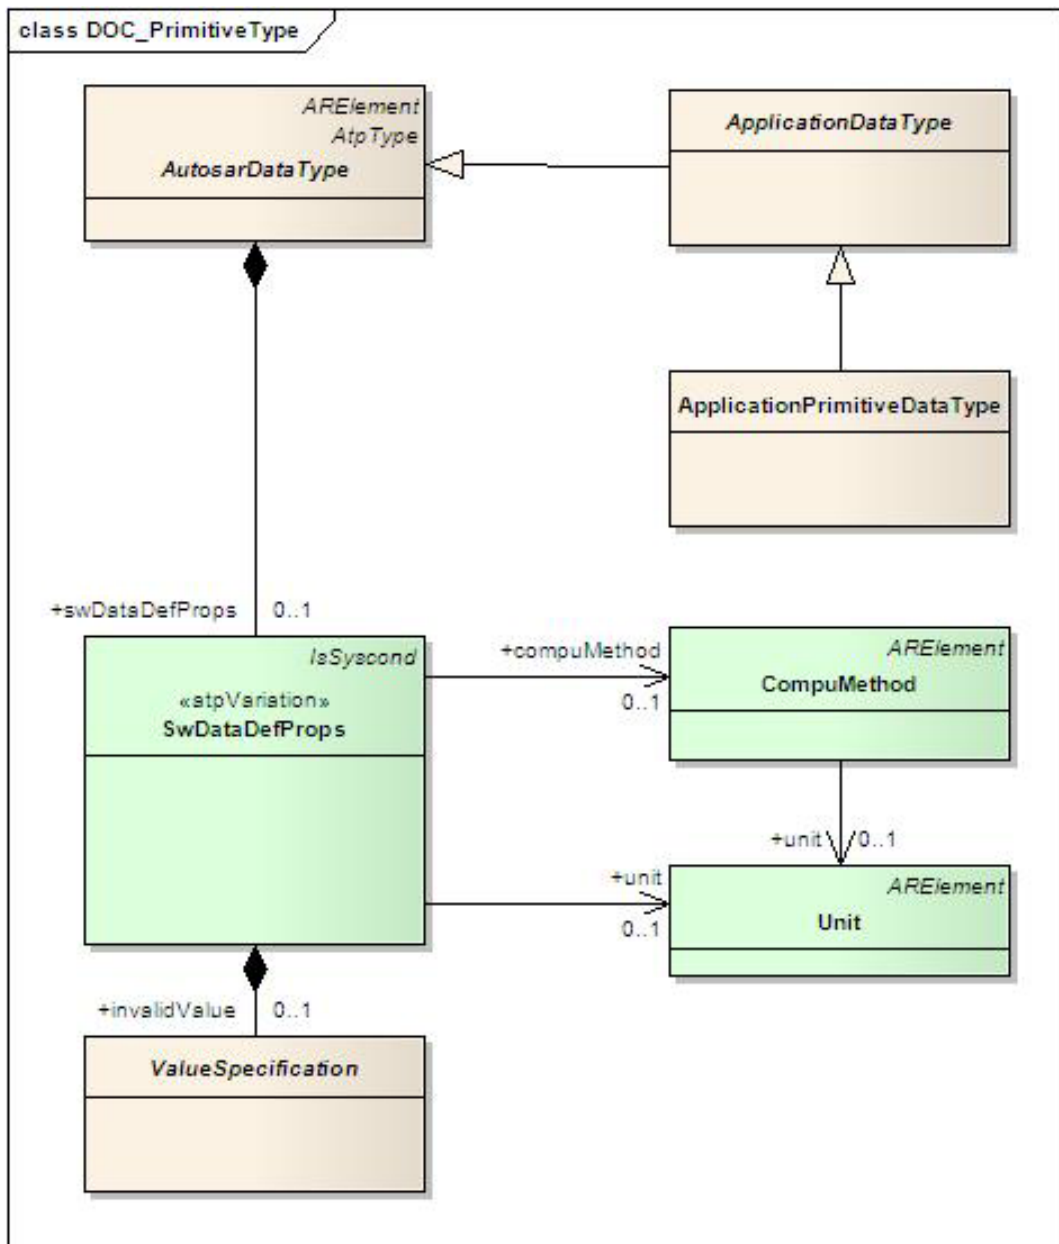 class DOC_PrimitiveType
ARElement
AtpType
AutosarDataType
ApplicationDataType
ApplicationPrimitiveDataType
+swDataDefProps 0..1
IsSyscond
«atpVariation»
SwDataDefProps
+compuMethod
0..1
ARElement
CompuMethod
+unit 0..1
+unit
0..1
ARElement
Unit
+invalidValue 0..1
ValueSpecification